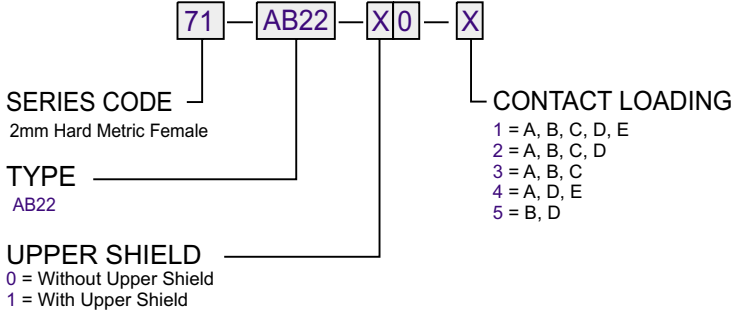 71 — AB22 — X 0 — X
SERIES CODE
2mm Hard Metric Female
TYPE
AB22
UPPER SHIELD
0 = Without Upper Shield
1 = With Upper Shield
CONTACT LOADING
1 = A, B, C, D, E
2 = A, B, C, D
3 = A, B, C
4 = A, D, E
5 = B, D